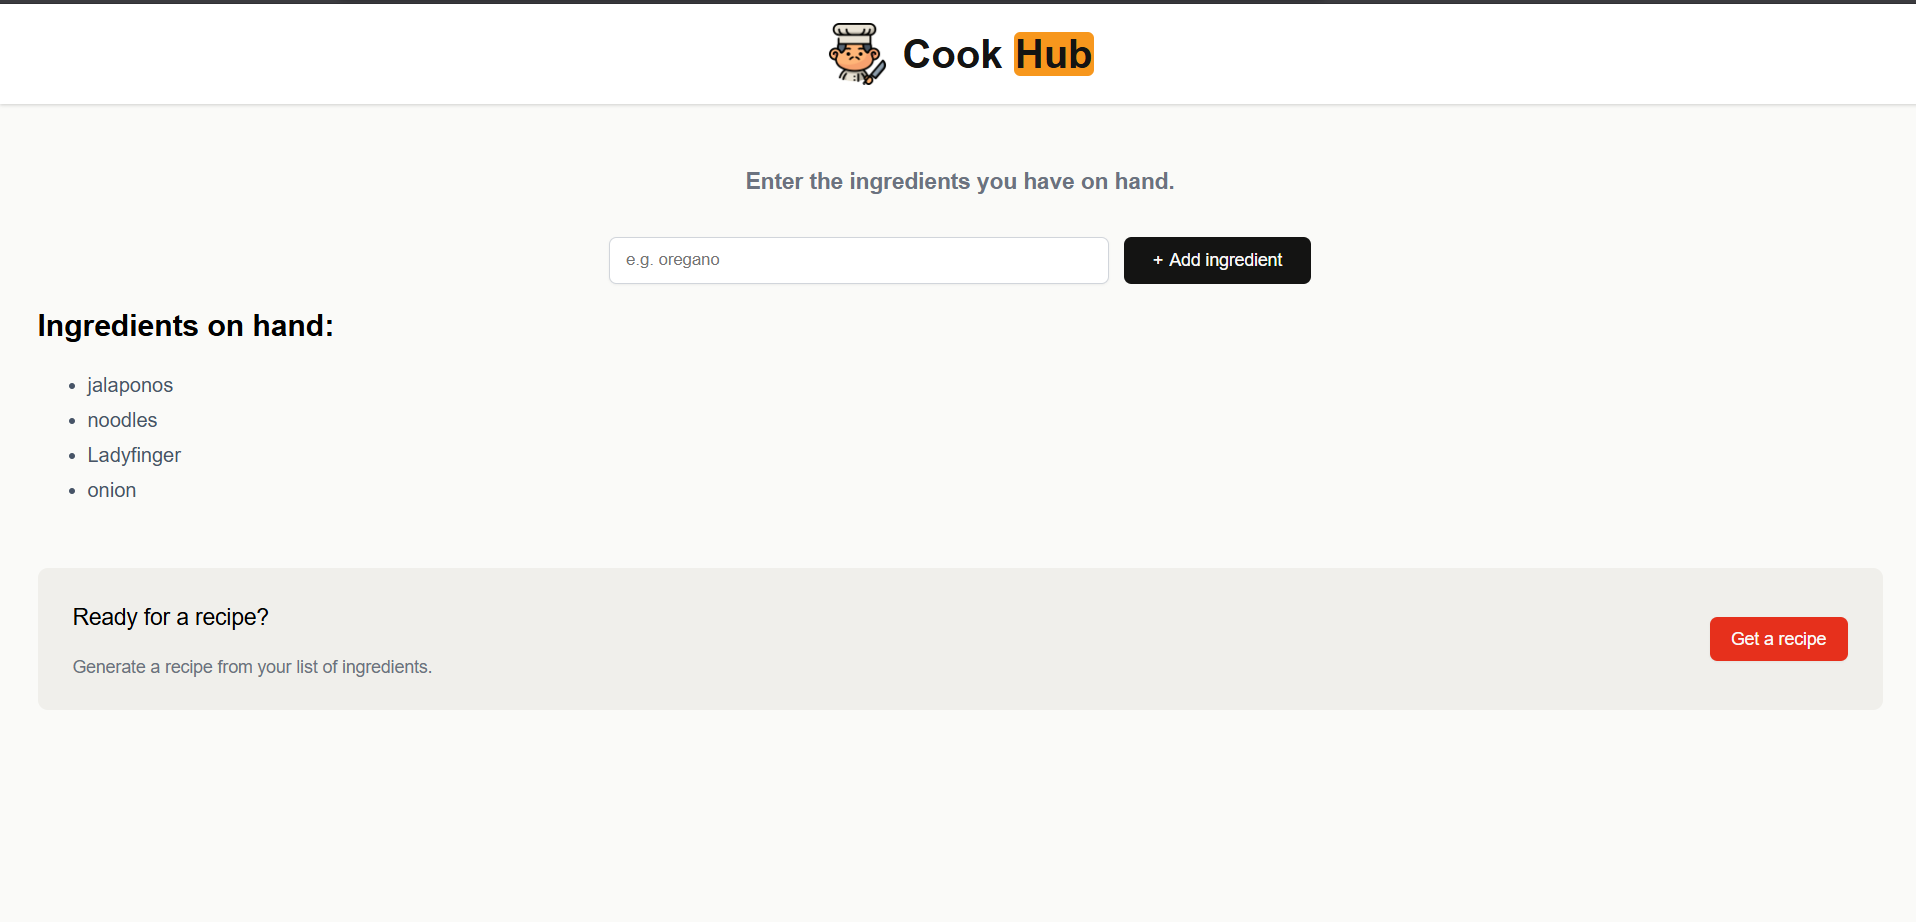 Cook Hub
Enter the ingredients you have on hand.
e.g. oregano
+ Add ingredient
Ingredients on hand:
jalaponos
noodles
Ladyfinger
onion
Ready for a recipe?
Get a recipe
Generate a recipe from your list of ingredients.